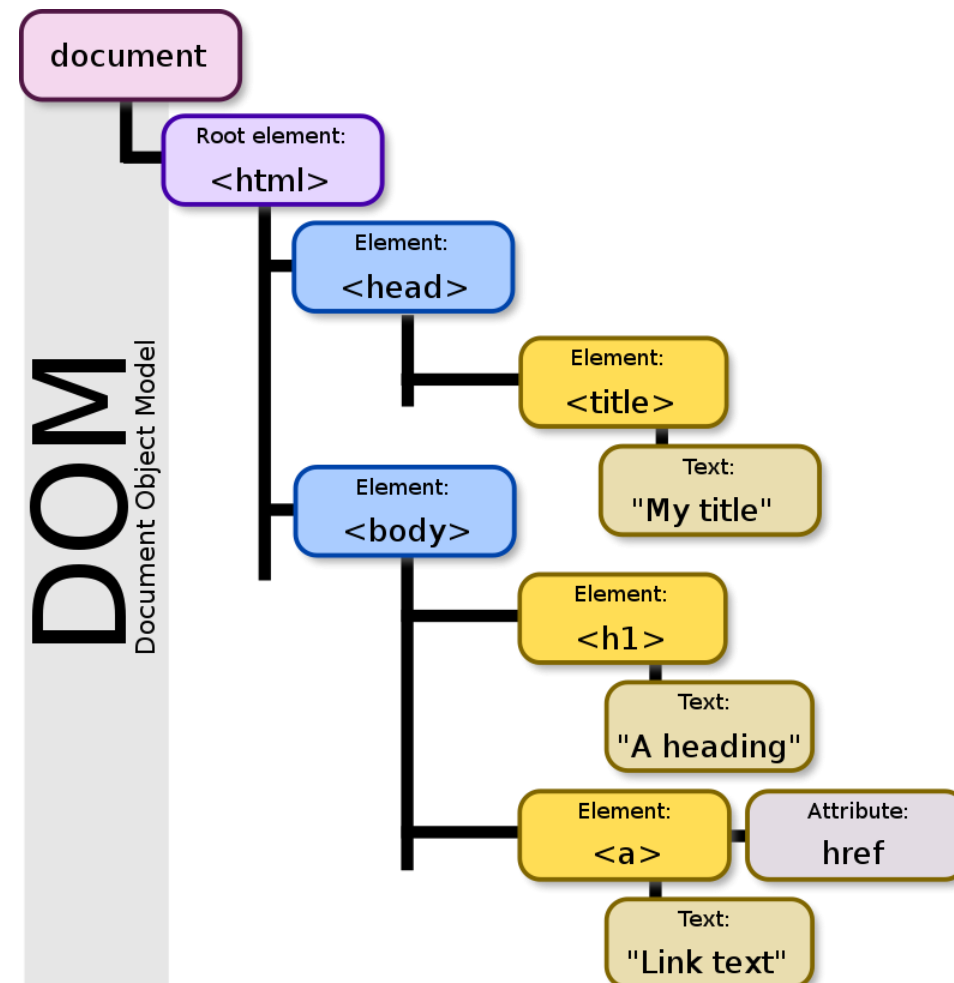 document
Root element:
<html>
Element:
<head>
Element:
<title>
Text:
"My title"
Element:
<body>
Element:
<h1>
Text:
"A heading"
Element:
<a>
Attribute:
href
Text:
"Link text"
DOM
Document Object Model